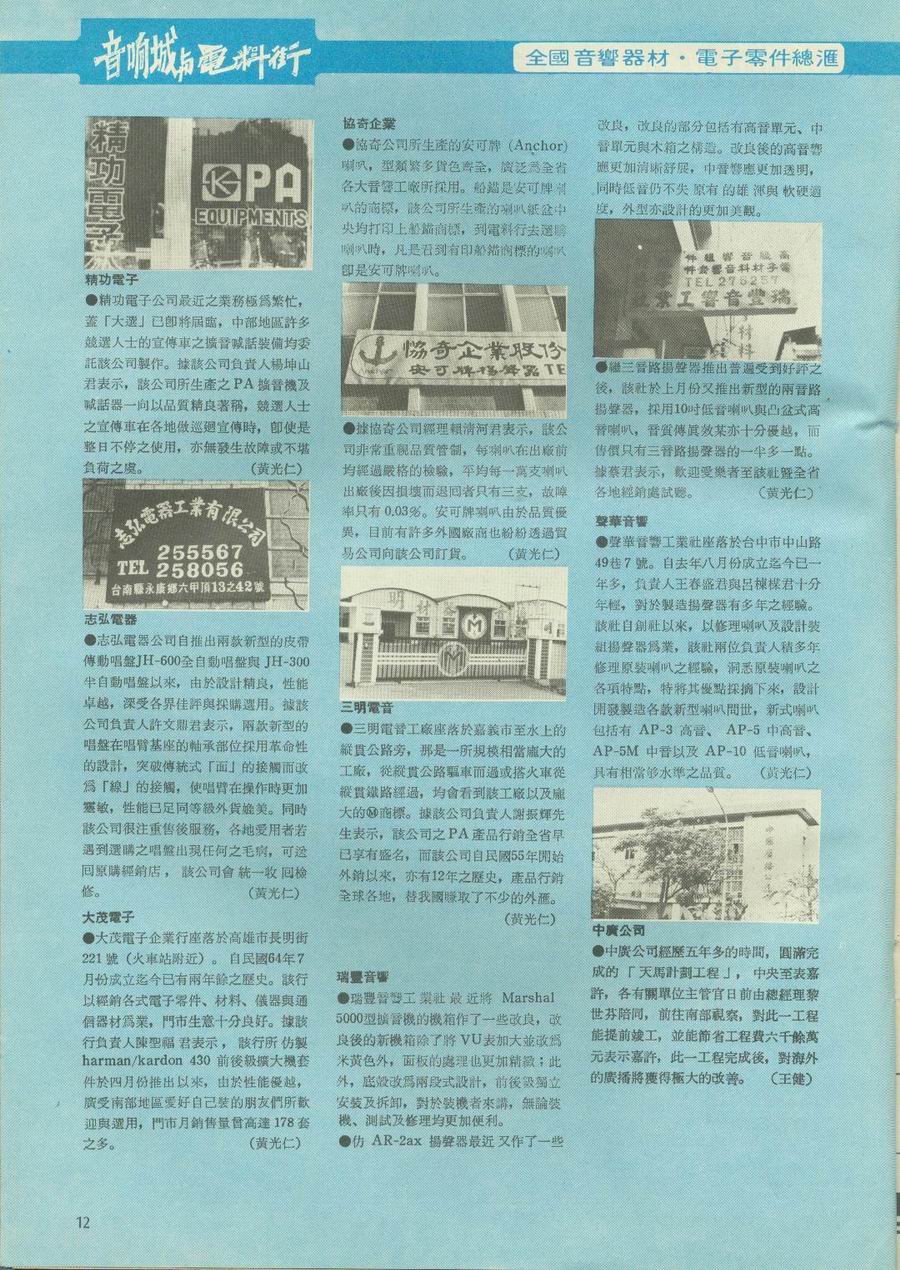 音响城与電料街
全國音響器材・電子零件總滙
精功電子業
K PA
EQUIPMENTS
精功電子
●精功電子公司最近之業務極爲繁忙，
蓋「大選」已卽將屆臨，中部地區許多
競選人士的宣傳車之擴音喊話裝備均委
託該公司製作。據該公司負責人楊坤山
君表示，該公司所生產之 PA 擴音機及
喊話器一向以品質精良著稱，競選人士
之宣傳車在各地做巡廻宣傳時，卽使是
整日不停之使用，亦無發生故障或不堪
負荷之處。 （黃光仁）
志弘電器工業有限公司
255567
TEL 258056
台南縣永康鄉六甲頂13之42號
志弘電器
●志弘電器公司自推出兩款新型的皮帶
傳動唱盤JH-600全自動唱盤與 JH-300
半自動唱盤以來，由於設計精良，性能
卓越，深受各界佳評與採購選用。據該
公司負責人許文鼎君表示，兩款新型的
唱盤在唱臂基座的軸承部位採用革命性
的設計，突破傳統式「面」的接觸而改
爲「線」的接觸，使唱臂在操作時更加
靈敏，性能已足同等級外貨媲美。同時
該公司很注重售後服務，各地愛用者若
遇到選購之唱盤出現任何之毛病，可送
回原購經銷店， 該公司會 統一收 囘檢
修。 （黃光仁）
大茂電子
●大茂電子企業行座落於高雄市長明街
221 號（火車站附近）。 自民國64年7
月份成立迄今已有兩年餘之歷史。該行
以經銷各式電子零件、材料、儀器與通
信器材爲業，門市生意十分良好。據該
行負責人陳聖福 君表示， 該行所 仿製
harman/kardon 430 前後級擴大機套
件於四月份推出以來，由於性能優越，
廣受南部地區愛好自己裝的朋友們所歡
迎與選用，門市月銷售量曾高達 178 套
之多。 （黃光仁）
協奇企業
●協奇公司所生產的安可牌（Anchor）
喇叭，型類繁多貨色齊全，廣泛爲全省
各大音響工廠所採用。船錨是安可牌喇
叭的商標，該公司所生產的喇叭紙盆中
央均打印上船錨商標，到電料行去選購
喇叭時，凡是看到有印船錨商標的喇叭
卽是安可牌喇叭。
協奇企業股份
安可牌揚聲器 TE
●據協奇公司經理賴清河君表示，該公
司非常重視品質管制，每喇叭在出廠前
均經過嚴格的檢驗，平均每一萬支喇叭
出廠後因損壞而退囘者只有三支，故障
率只有 0.03％。安可牌喇叭由於品質優
異，目前有許多外國廠商也紛紛透過貿
易公司向該公司訂貨。 （黃光仁）
三明電音
●三明電音工廠座落於嘉義市至水上的
縱貫公路旁，那是一所規模相當龐大的
工廠，從縱貫公路驅車而過或搭火車從
縱貫鐵路經過，均會看到該工廠以及龐
大的Ⓜ商標。據該公司負責人謝振輝先
生表示，該公司之 PA 產品行銷全省早
已享有盛名，而該公司自民國55年開始
外銷以來，亦有12年之歷史，產品行銷
全球各地，替我國賺取了不少的外滙。
（黃光仁）
瑞豐音響
●瑞豐音響工 業社 最 近將 Marshal
5000型擴音機的機箱作了一些改良，改
良後的新機箱除了將 VU表加大並改爲
米黃色外，面板的處理也更加精緻；此
外，底殼改爲兩段式設計，前後級獨立
安裝及拆卸，對於裝機者來講，無論裝
機、測試及修理均更加便利。
●仿 AR-2ax 揚聲器最近 又作了一些
改良，改良的部分包括有高音單元、中
音單元與木箱之構造。改良後的高音響
應更加淸晰舒展，中音響應更加透明，
同時低音仍不失 原有 的雄 渾與 軟硬適
度，外型亦設計的更加美觀。
TEL 275257
瑞豐音響工業
●繼三音路揚聲器推出普遍受到好評之
後，該社於上月份又推出新型的兩音路
揚聲器，採用10吋低音喇叭與凸盆式高
音喇叭，音質傳眞效某亦十分優越，而
售價只有三音路揚聲器的一半多一點。
據蔡君表示，歡迎愛樂者至該社暨全省
各地經銷處試聽。 （黃光仁）
聲華音響
●聲華音響工業社座落於台中市中山路
49巷7 號。自去年八月份成立迄今已一
年多，負責人王春盛君與呂棟樑君十分
年輕，對於製造揚聲器有多年之經驗。
該社自創社以來，以修理喇叭及設計裝
組揚聲器爲業，該社兩位負責人積多年
修理原裝喇叭之經驗，洞悉原裝喇叭之
各項特點，特將其優點採摘下來，設計
開發製造各款新型喇叭問世，新式喇叭
包括有 AP-3 高音、 AP-5 中高音、
AP-5M 中音以及 AP-10 低音喇叭，
具有相當够水準之品質。 （黃光仁）
中廣公司
●中廣公司經歷五年多的時間，圓滿完
成的 「 天馬計劃工程 」， 中央至表嘉
許，各有關單位主管官日前由總經理黎
世芬陪同，前往南部視察，對此一工程
能提前竣工，並能節省工程費六千餘萬
元表示嘉許，此一工程完成後，對海外
的廣播將獲得極大的改善。 （王健）
12